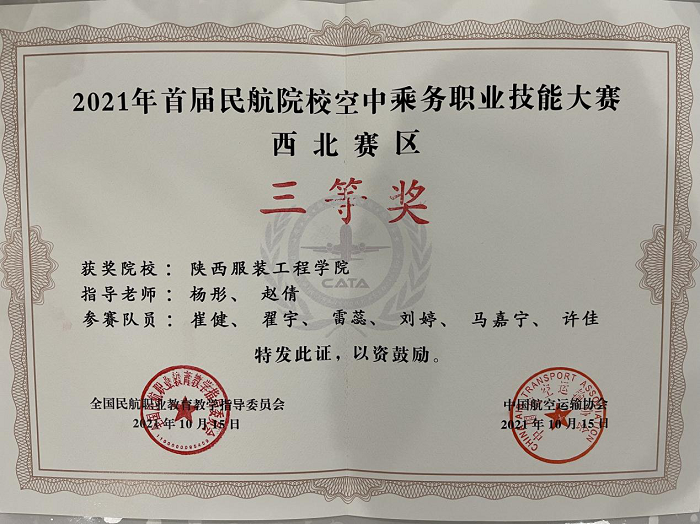 2021年首届民航院校空中乘务职业技能大赛
西北赛区
三等奖
CATA
获奖院校：陕西服装工程学院
指导老师：杨彤、赵倩
参赛队员：崔健、翟宇、雷蕊、刘婷、马嘉宁、许佳
特发此证，以资鼓励。
全国民航职业教育教学指导委员会
2021年10月15日
中国航空运输协会
2021年10月15日
CHINA AIR TRANSPORT ASSOCIATION